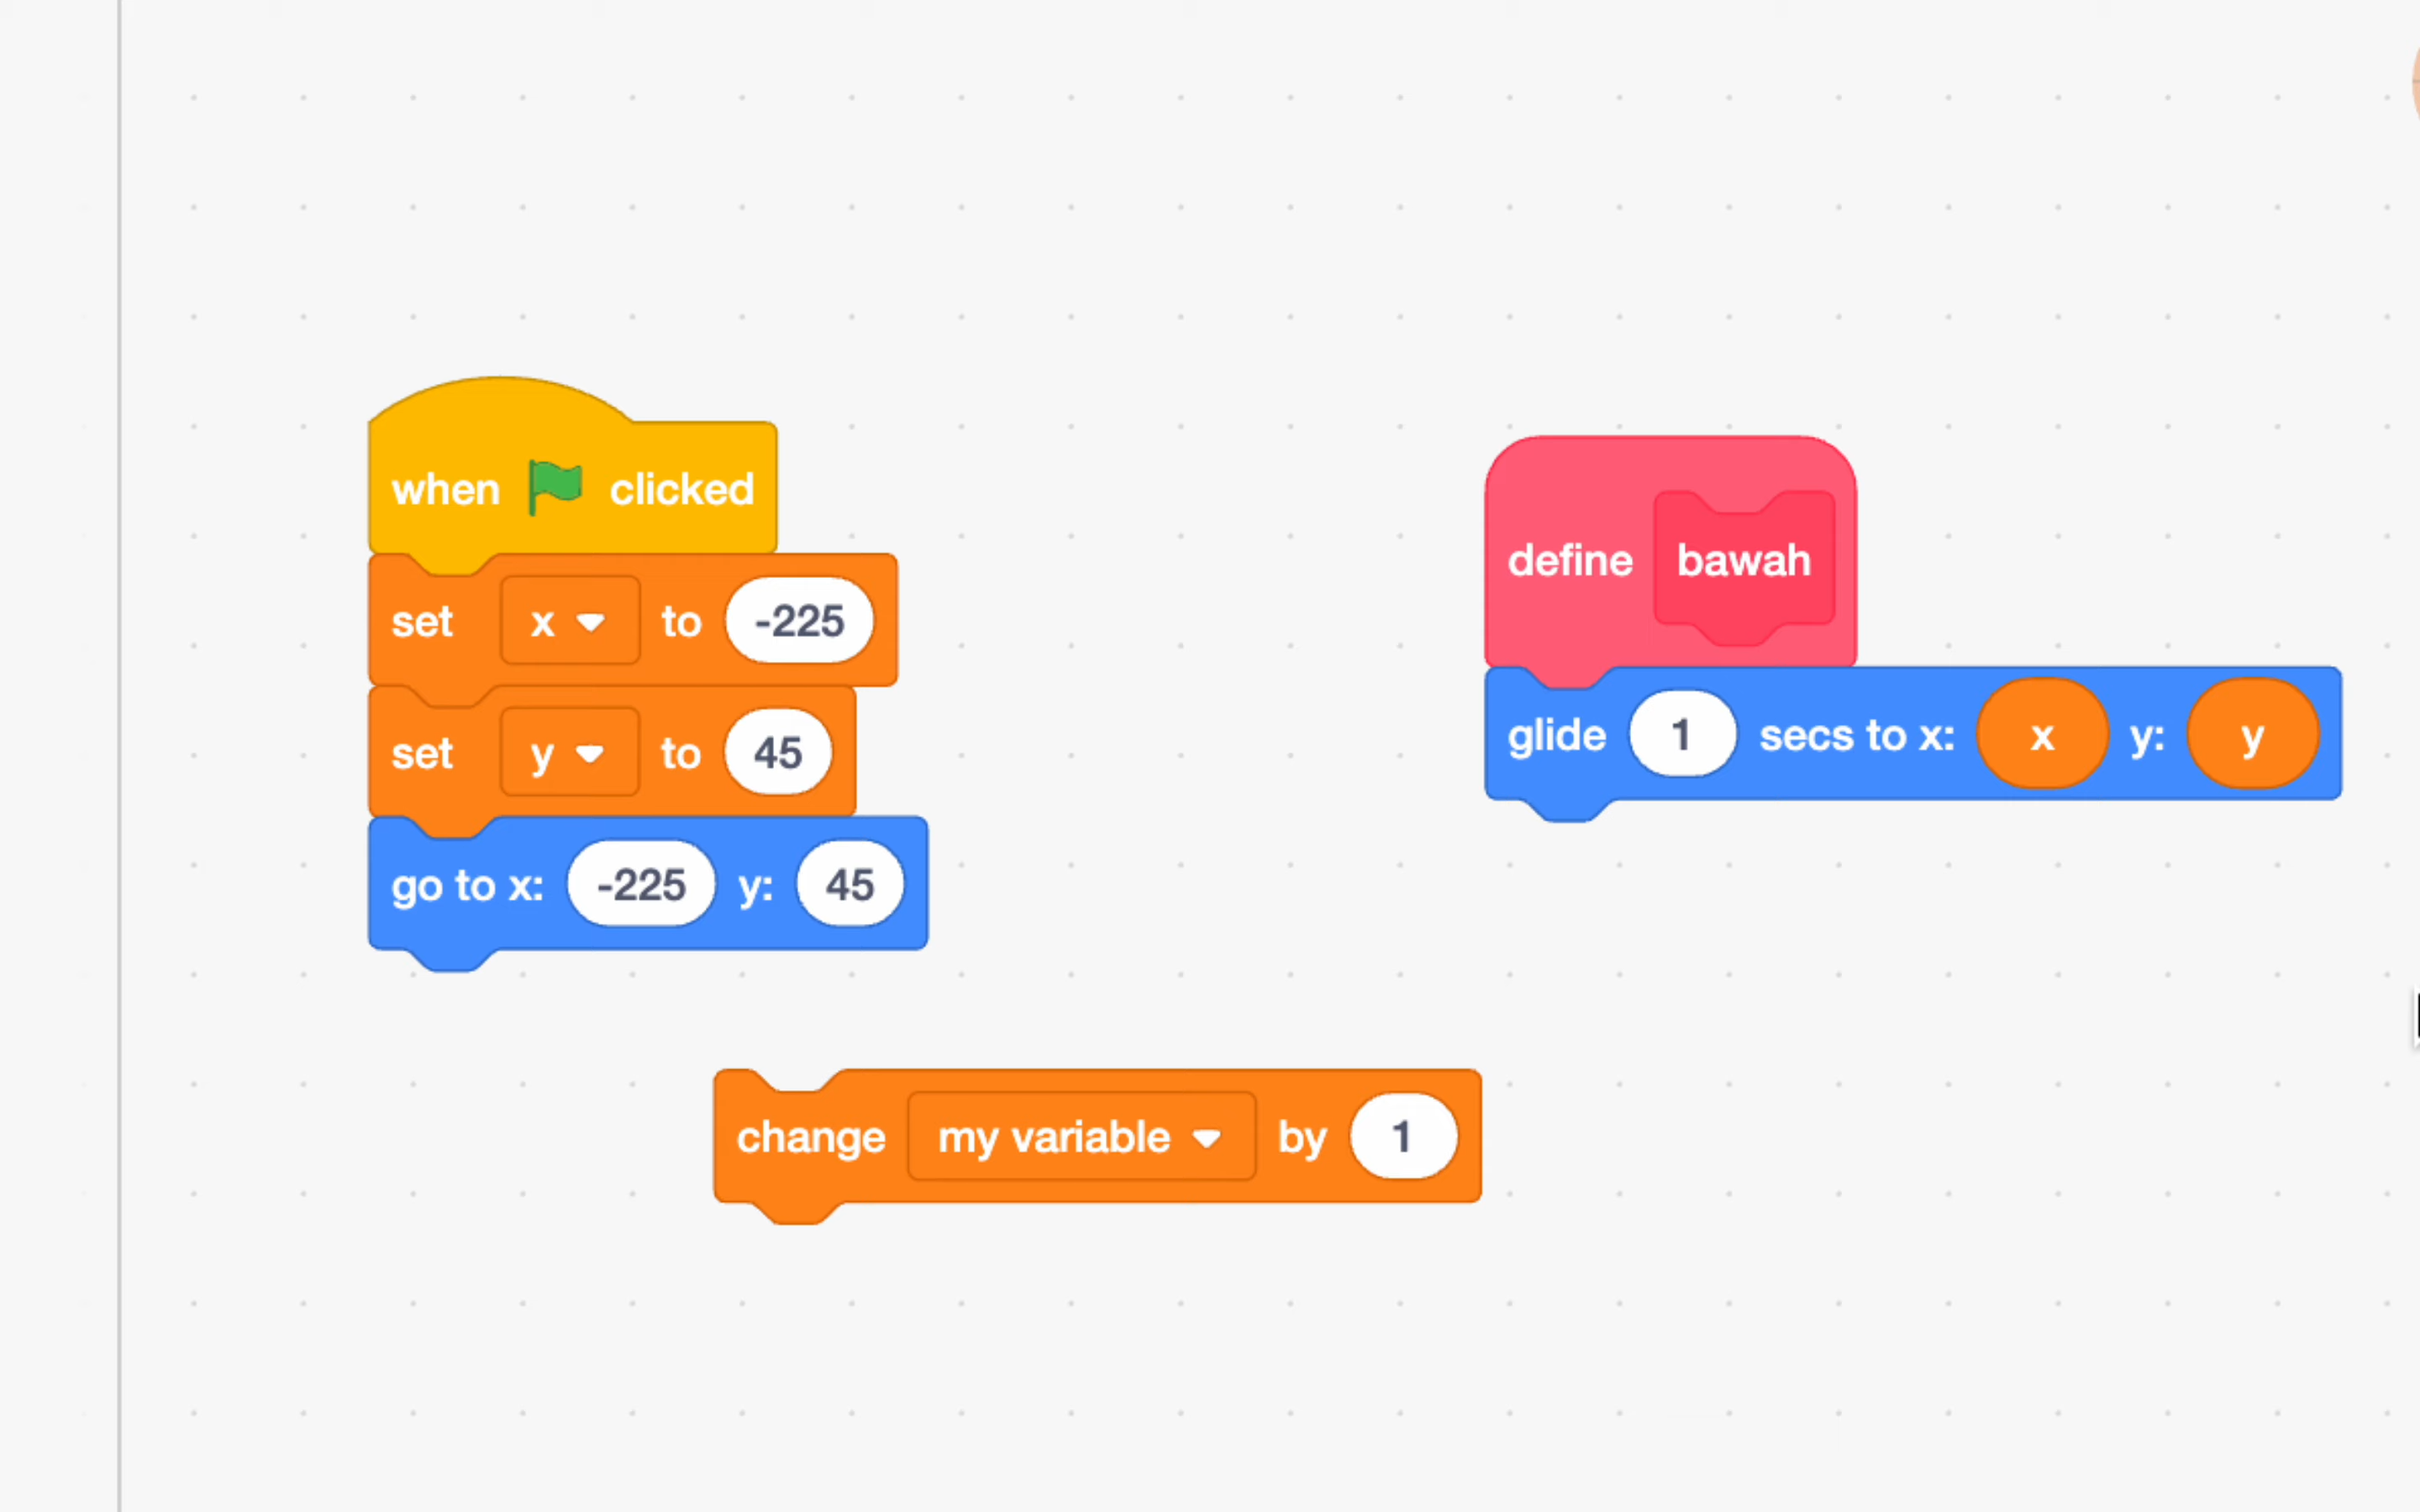 when clicked
set x to -225
set y to 45
go to x: -225 y: 45
define bawah
glide 1 secs to x: x y: y
change my variable by 1